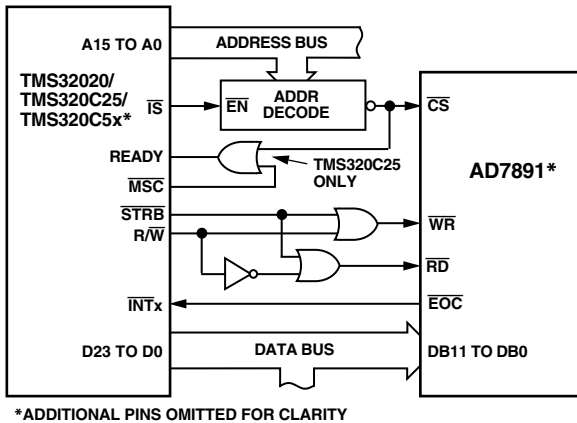 A15 TO A0
ADDRESS BUS
TMS32020/
TMS320C25/
TMS320C5x*
IS
EN
ADDR
DECODE
CS
READY
TMS320C25
ONLY
AD7891*
MSC
STRB
R/W
WR
RD
INTx
EOC
D23 TO D0
DATA BUS
DB11 TO DB0
*ADDITIONAL PINS OMITTED FOR CLARITY